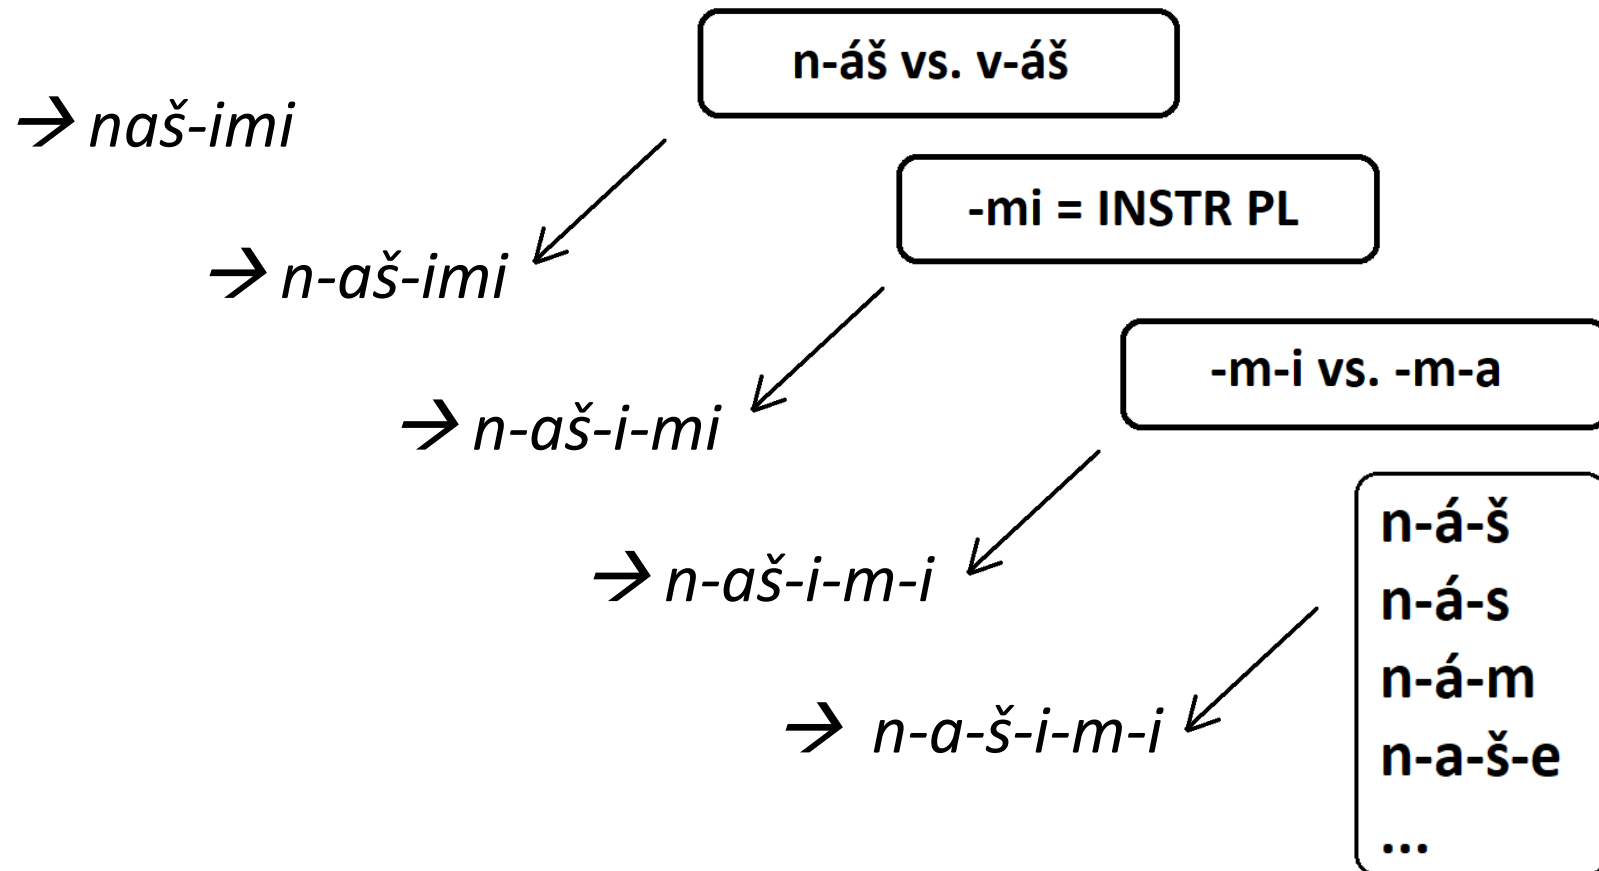 n-áš vs. v-áš
→ naš-imi
-mi = INSTR PL
→ n-aš-imi
-m-i vs. -m-a
→ n-aš-i-mi
n-á-š
→ n-aš-i-m-i
n-á-s
n-á-m
→ n-a-š-i-m-i
n-a-š-e
...